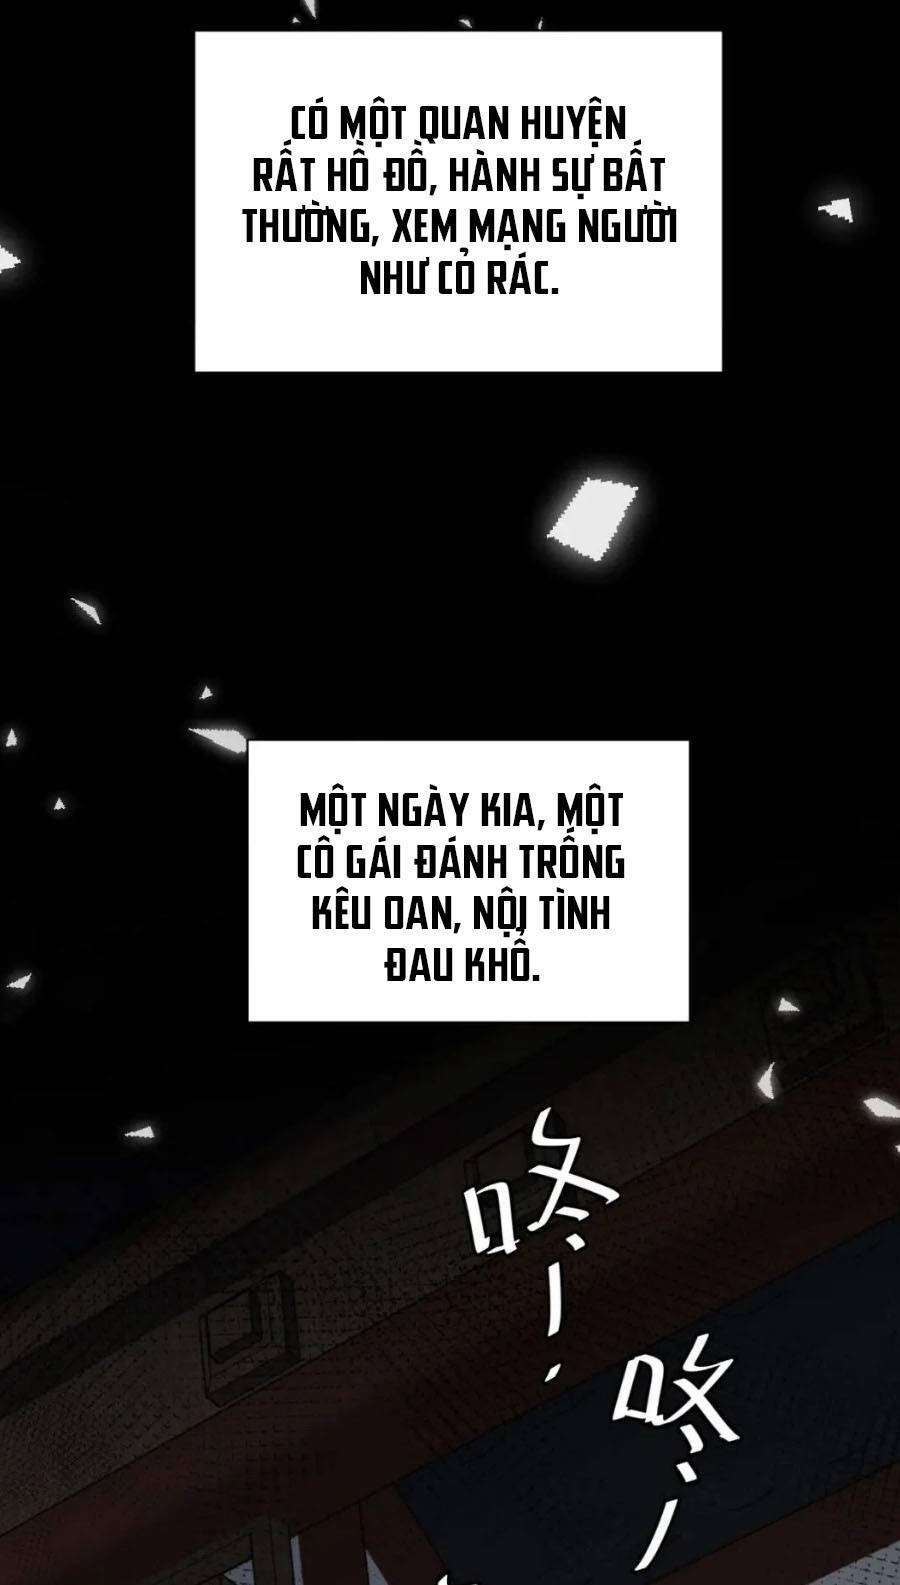 CÓ MỘT QUAN HUYỆN
RẤT HỒ ĐỒ, HÀNH SỰ BẤT
THƯỜNG, XEM MẠNG NGƯỜI
NHƯ CỎ RÁC.
MỘT NGÀY KIA, MỘT
CÔ GÁI ĐÁNH TRỐNG
KÊU OAN, NỘI TÌNH
ĐAU KHỔ.
咚
咚